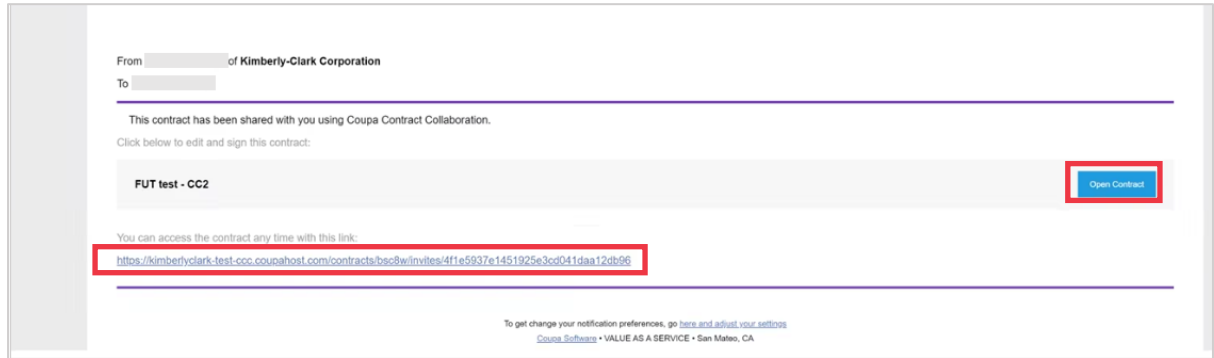 From of Kimberly-Clark Corporation
To
This contract has been shared with you using Coupa Contract Collaboration.
Click below to edit and sign this contract:
FUT test - CC2
Open Contract
You can access the contract any time with this link:
https://kimberlyclark-test-ccc.coupahost.com/contracts/bsc8w/invites/4f1e5937e1451925e3cd041daa12db96
To get change your notification preferences, go here and adjust your settings
Coupa Software • VALUE AS A SERVICE • San Mateo, CA